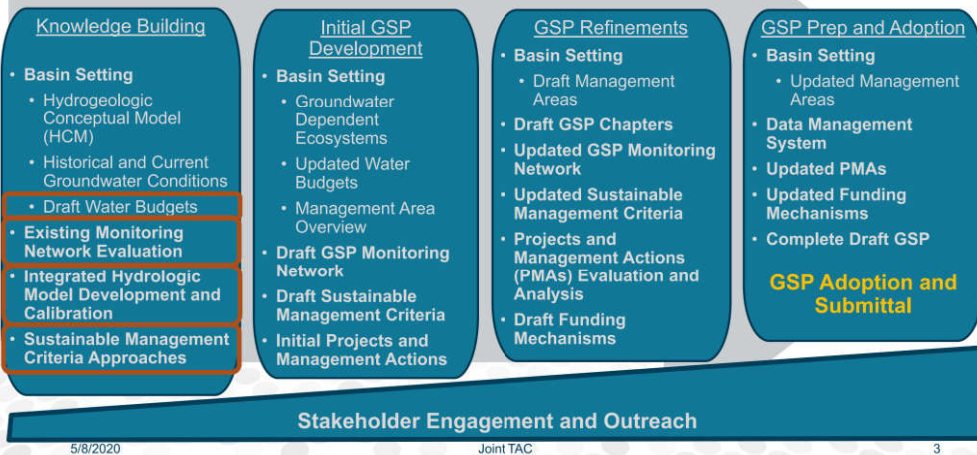 Knowledge Building
• Basin Setting
• Hydrogeologic
Conceptual Model
(HCM)
• Historical and Current
Groundwater Conditions
• Draft Water Budgets
• Existing Monitoring
Network Evaluation
• Integrated Hydrologic
Model Development and
Calibration
• Sustainable Management
Criteria Approaches
Initial GSP
Development
• Basin Setting
• Groundwater
Dependent
Ecosystems
• Updated Water
Budgets
• Management Area
Overview
• Draft GSP Monitoring
Network
• Draft Sustainable
Management Criteria
• Initial Projects and
Management Actions
GSP Refinements
• Basin Setting
• Draft Management
Areas
• Draft GSP Chapters
• Updated GSP Monitoring
Network
• Updated Sustainable
Management Criteria
• Projects and
Management Actions
(PMAs) Evaluation and
Analysis
• Draft Funding
Mechanisms
GSP Prep and Adoption
• Basin Setting
• Updated Management
Areas
• Data Management
System
• Updated PMAs
• Updated Funding
Mechanisms
• Complete Draft GSP
GSP Adoption and
Submittal
Stakeholder Engagement and Outreach
5/8/2020
Joint TAC
3